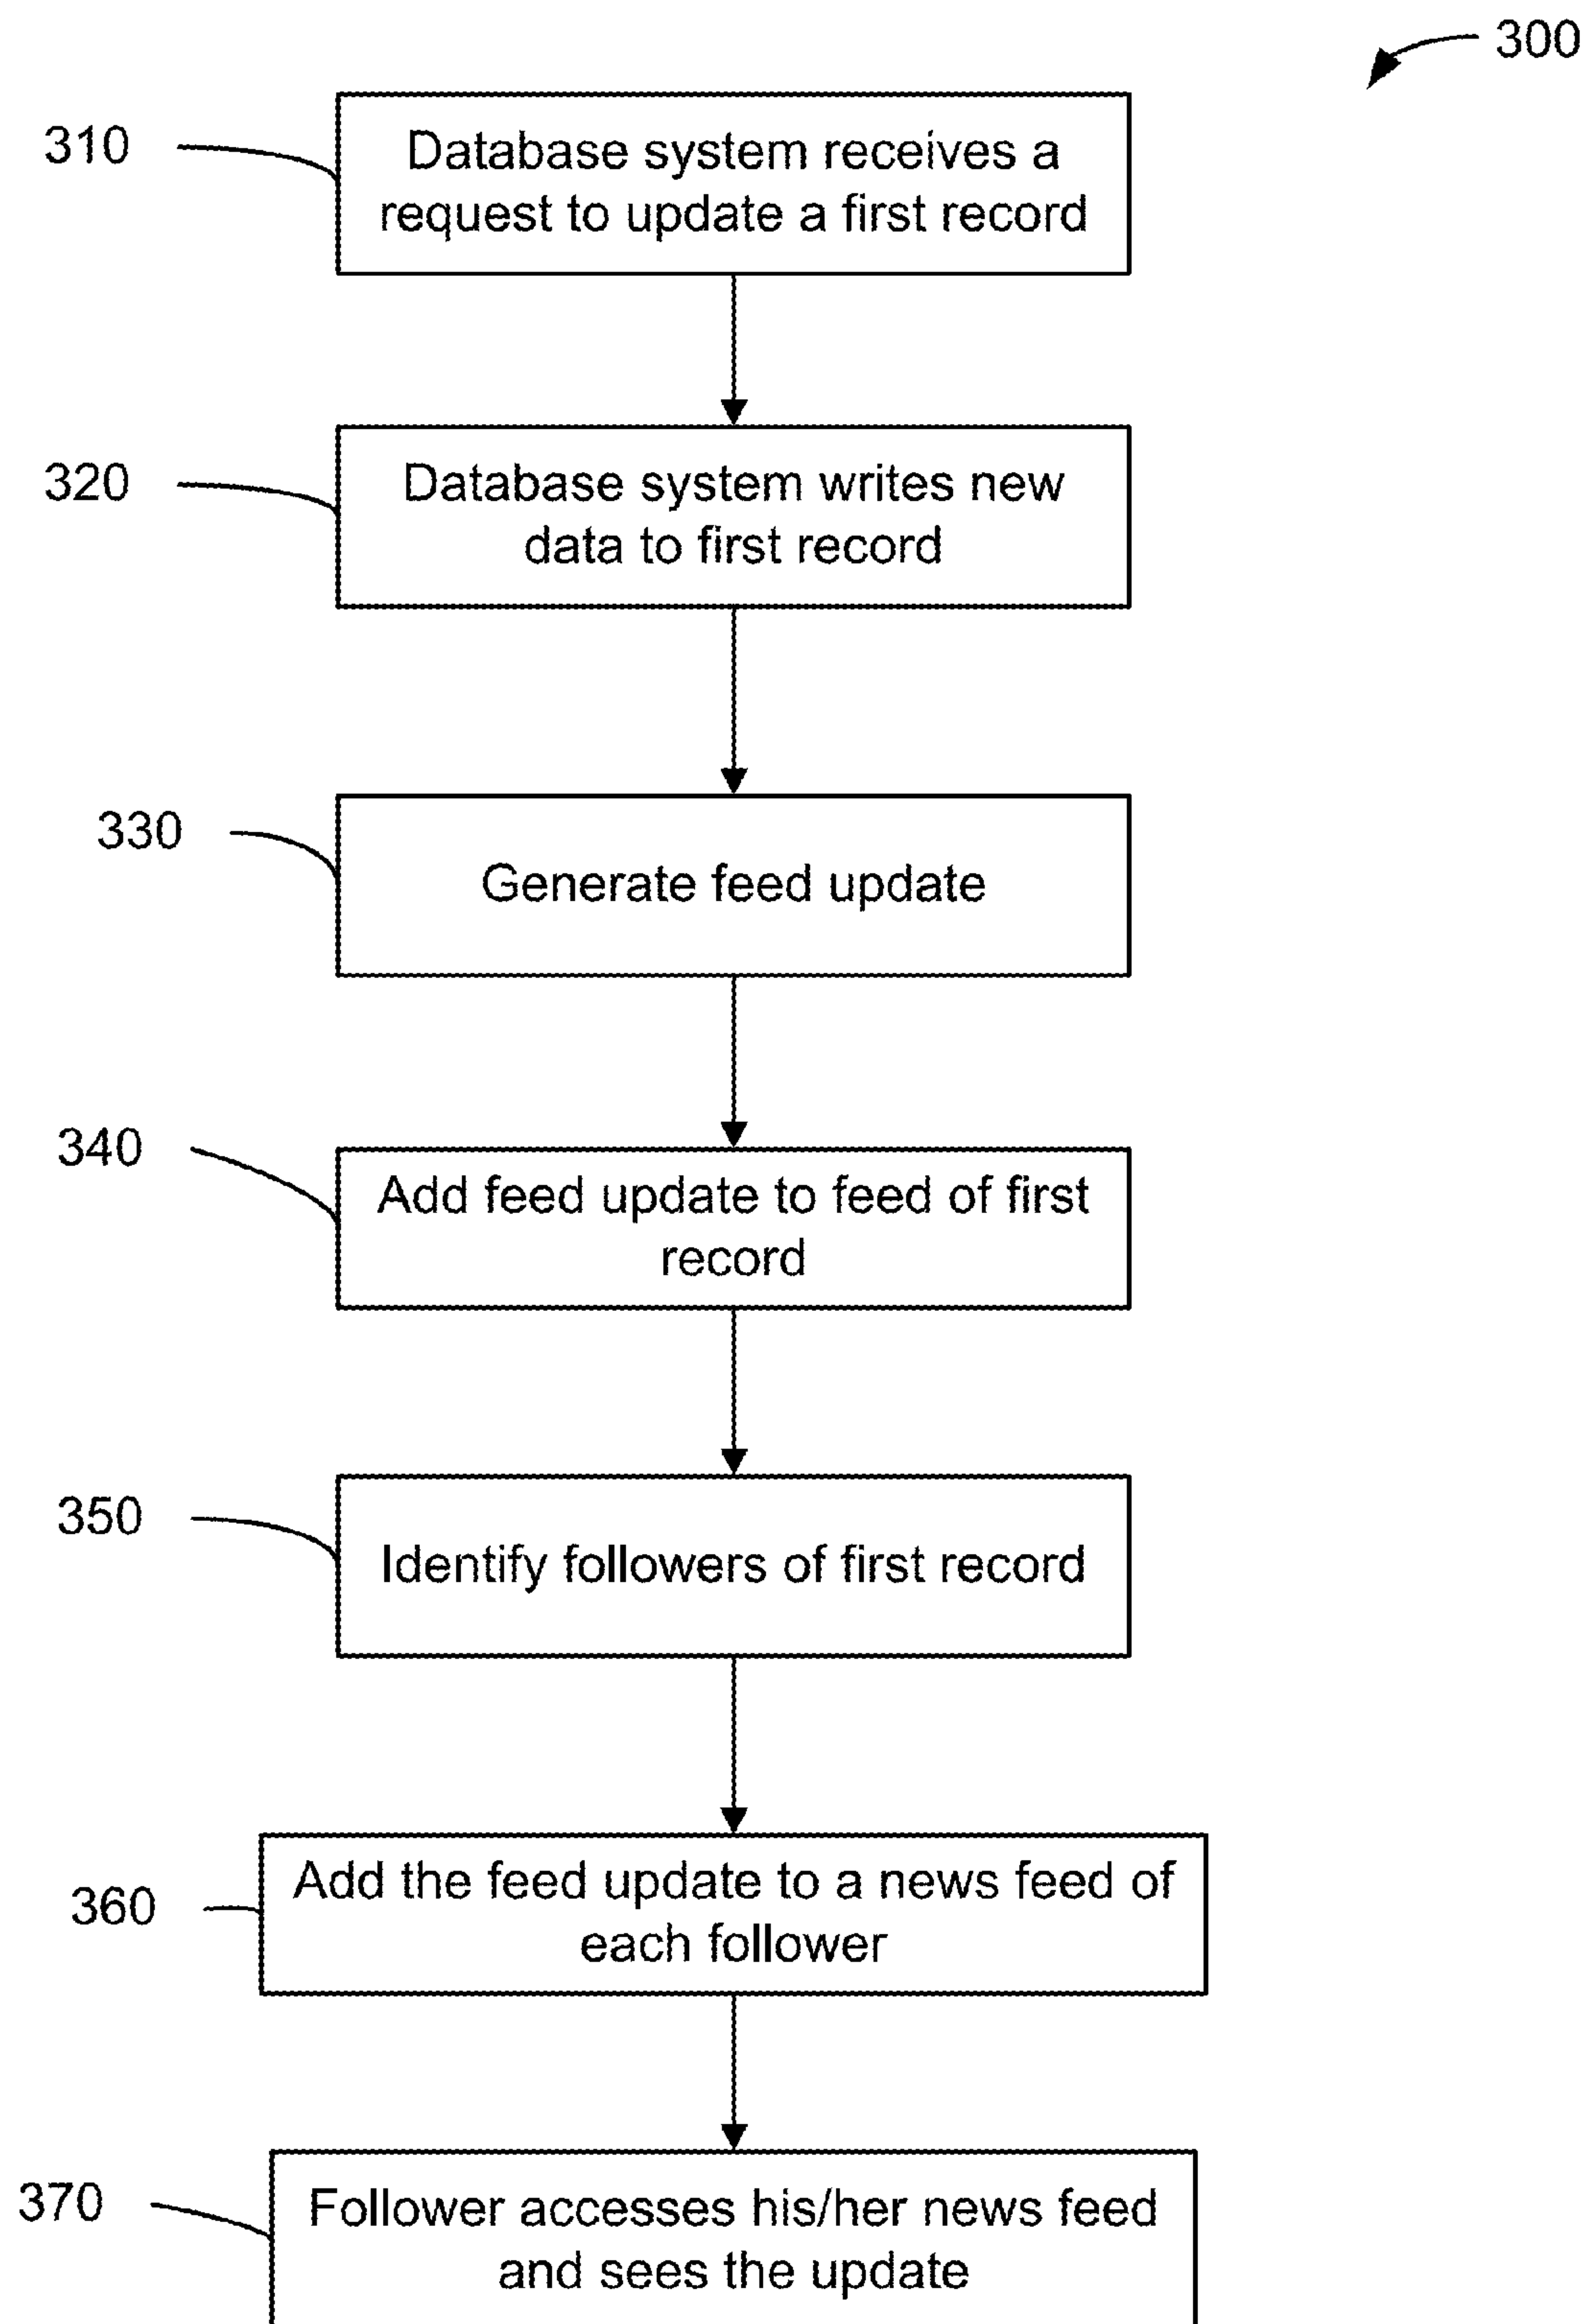 300
310
Database system receives a
request to update a first record
320
Database system writes new
data to first record
330
Generate feed update
340
Add feed update to feed of first
record
350
Identify followers of first record
360
Add the feed update to a news feed of
each follower
370
Follower accesses his/her news feed
and sees the update